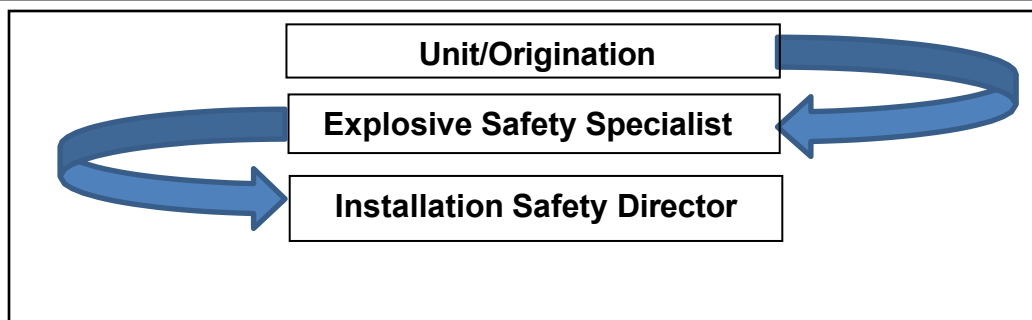 Unit/Origination
Explosive Safety Specialist
Installation Safety Director